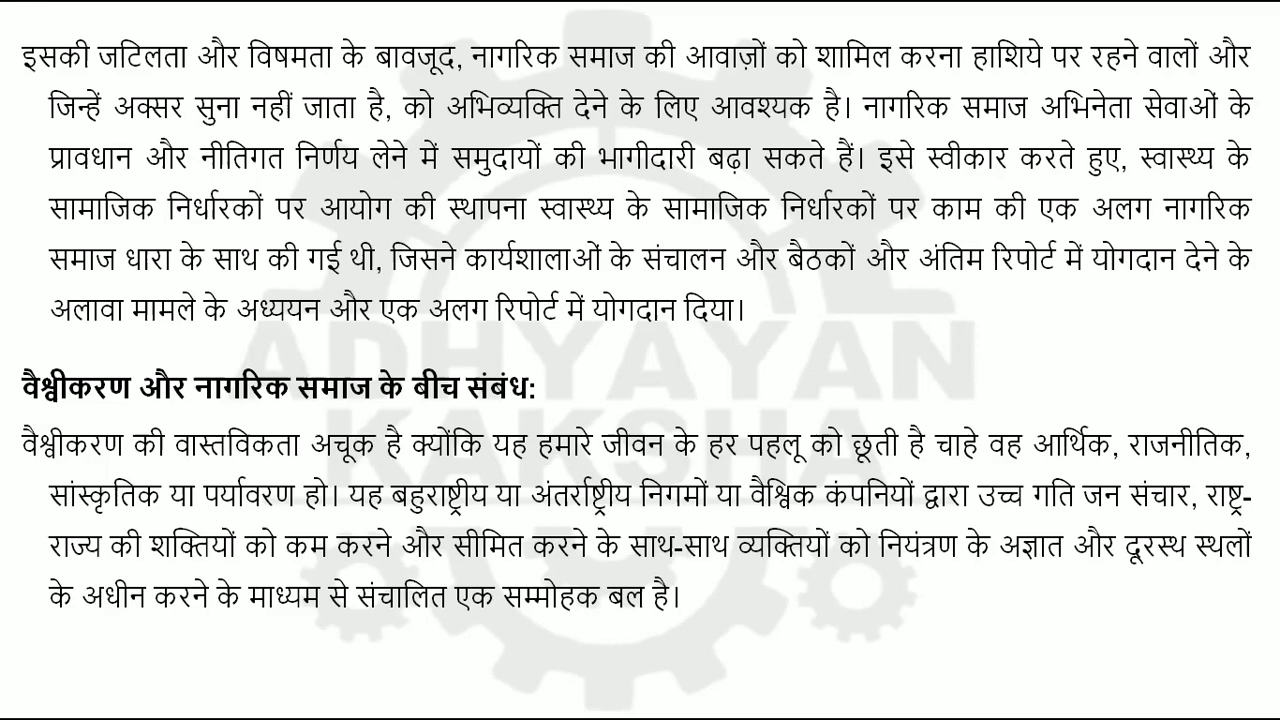 इसकी जटिलता और विषमता के बावजूद, नागरिक समाज की आवाज़ों को शामिल करना हाशिये पर रहने वालों और
जिन्हें अक्सर सुना नहीं जाता है, को अभिव्यक्ति देने के लिए आवश्यक है। नागरिक समाज अभिनेता सेवाओं के
प्रावधान और नीतिगत निर्णय लेने में समुदायों की भागीदारी बढ़ा सकते हैं। इसे स्वीकार करते हुए, स्वास्थ्य के
सामाजिक निर्धारकों पर आयोग की स्थापना स्वास्थ्य के सामाजिक निर्धारकों पर काम की एक अलग नागरिक
समाज धारा के साथ की गई थी, जिसने कार्यशालाओं के संचालन और बैठकों और अंतिम रिपोर्ट में योगदान देने के
अलावा मामले के अध्ययन और एक अलग रिपोर्ट में योगदान दिया।
वैश्वीकरण और नागरिक समाज के बीच संबंध:
वैश्वीकरण की वास्तविकता अचूक है क्योंकि यह हमारे जीवन के हर पहलू को छूती है चाहे वह आर्थिक, राजनीतिक,
सांस्कृतिक या पर्यावरण हो। यह बहुराष्ट्रीय या अंतर्राष्ट्रीय निगमों या वैश्विक कंपनियों द्वारा उच्च गति जन संचार, राष्ट्र-
राज्य की शक्तियों को कम करने और सीमित करने के साथ-साथ व्यक्तियों को नियंत्रण के अज्ञात और दूरस्थ स्थलों
के अधीन करने के माध्यम से संचालित एक सम्मोहक बल है।
ADHYAYAN
KAKSHA